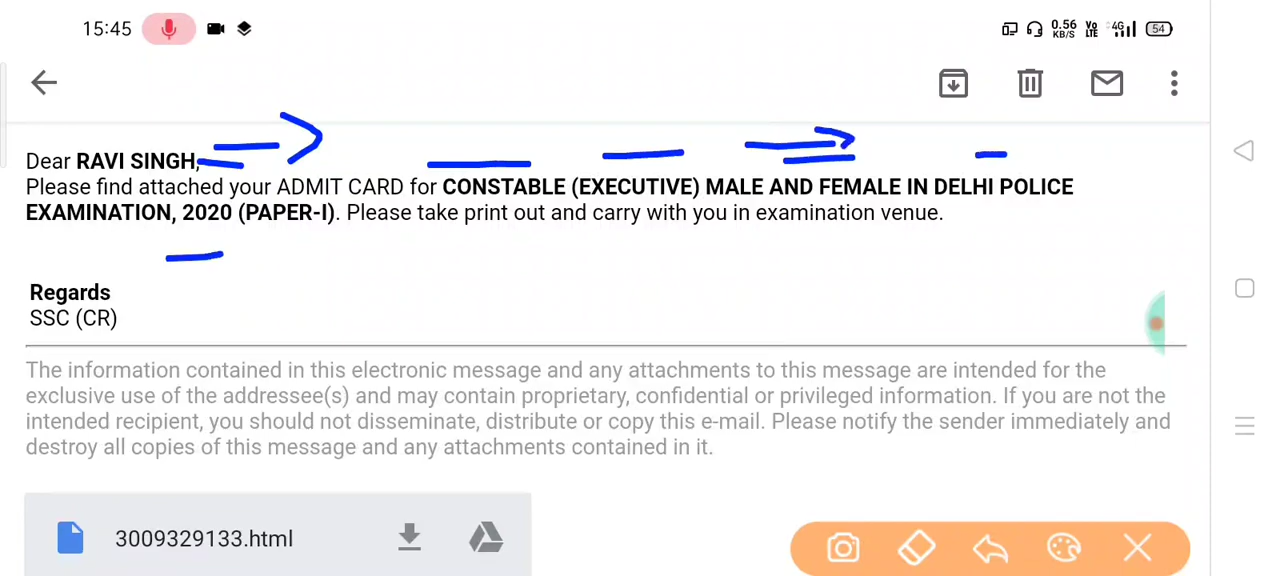 15:45 0.56 KB/S Vo LTE 4G 54
Dear RAVI SINGH,
Please find attached your ADMIT CARD for CONSTABLE (EXECUTIVE) MALE AND FEMALE IN DELHI POLICE
EXAMINATION, 2020 (PAPER-I). Please take print out and carry with you in examination venue.
Regards
SSC (CR)
The information contained in this electronic message and any attachments to this message are intended for the
exclusive use of the addressee(s) and may contain proprietary, confidential or privileged information. If you are not the
intended recipient, you should not disseminate, distribute or copy this e-mail. Please notify the sender immediately and
destroy all copies of this message and any attachments contained in it.
3009329133.html